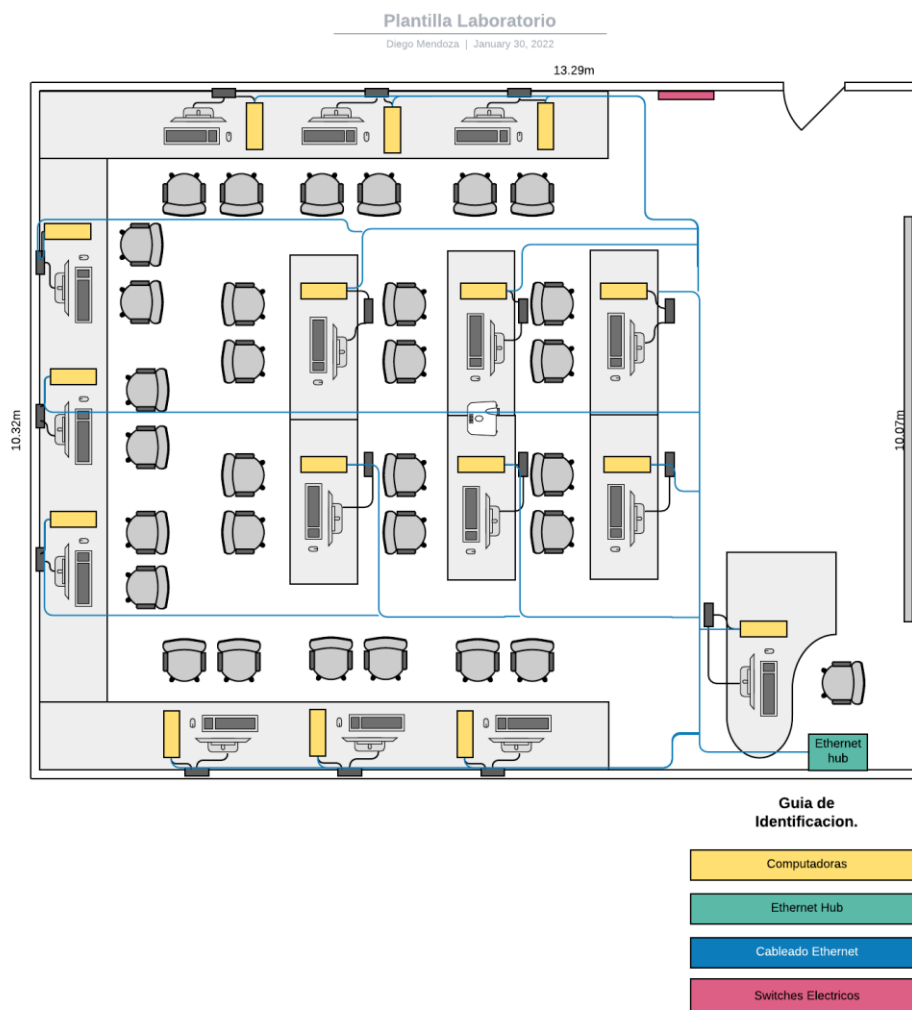 Plantilla Laboratorio
Diego Mendoza | January 30, 2022
13.29m
10.32m
10.07m
Ethernet
hub
Guia de
Identificacion.
Computadoras
Ethernet Hub
Cableado Ethernet
Switches Electricos